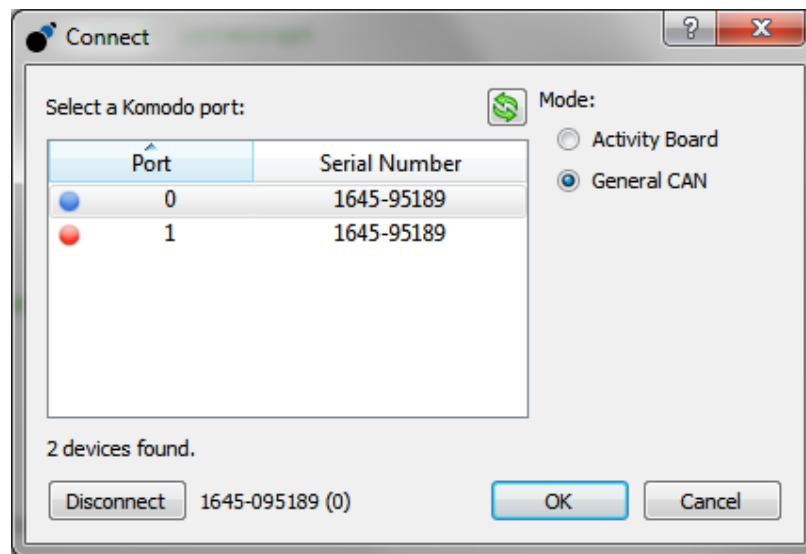 Connect
Select a Komodo port:
Mode:
Activity Board
General CAN
Port Serial Number
0 1645-95189
1 1645-95189
2 devices found.
Disconnect 1645-095189 (0) OK Cancel